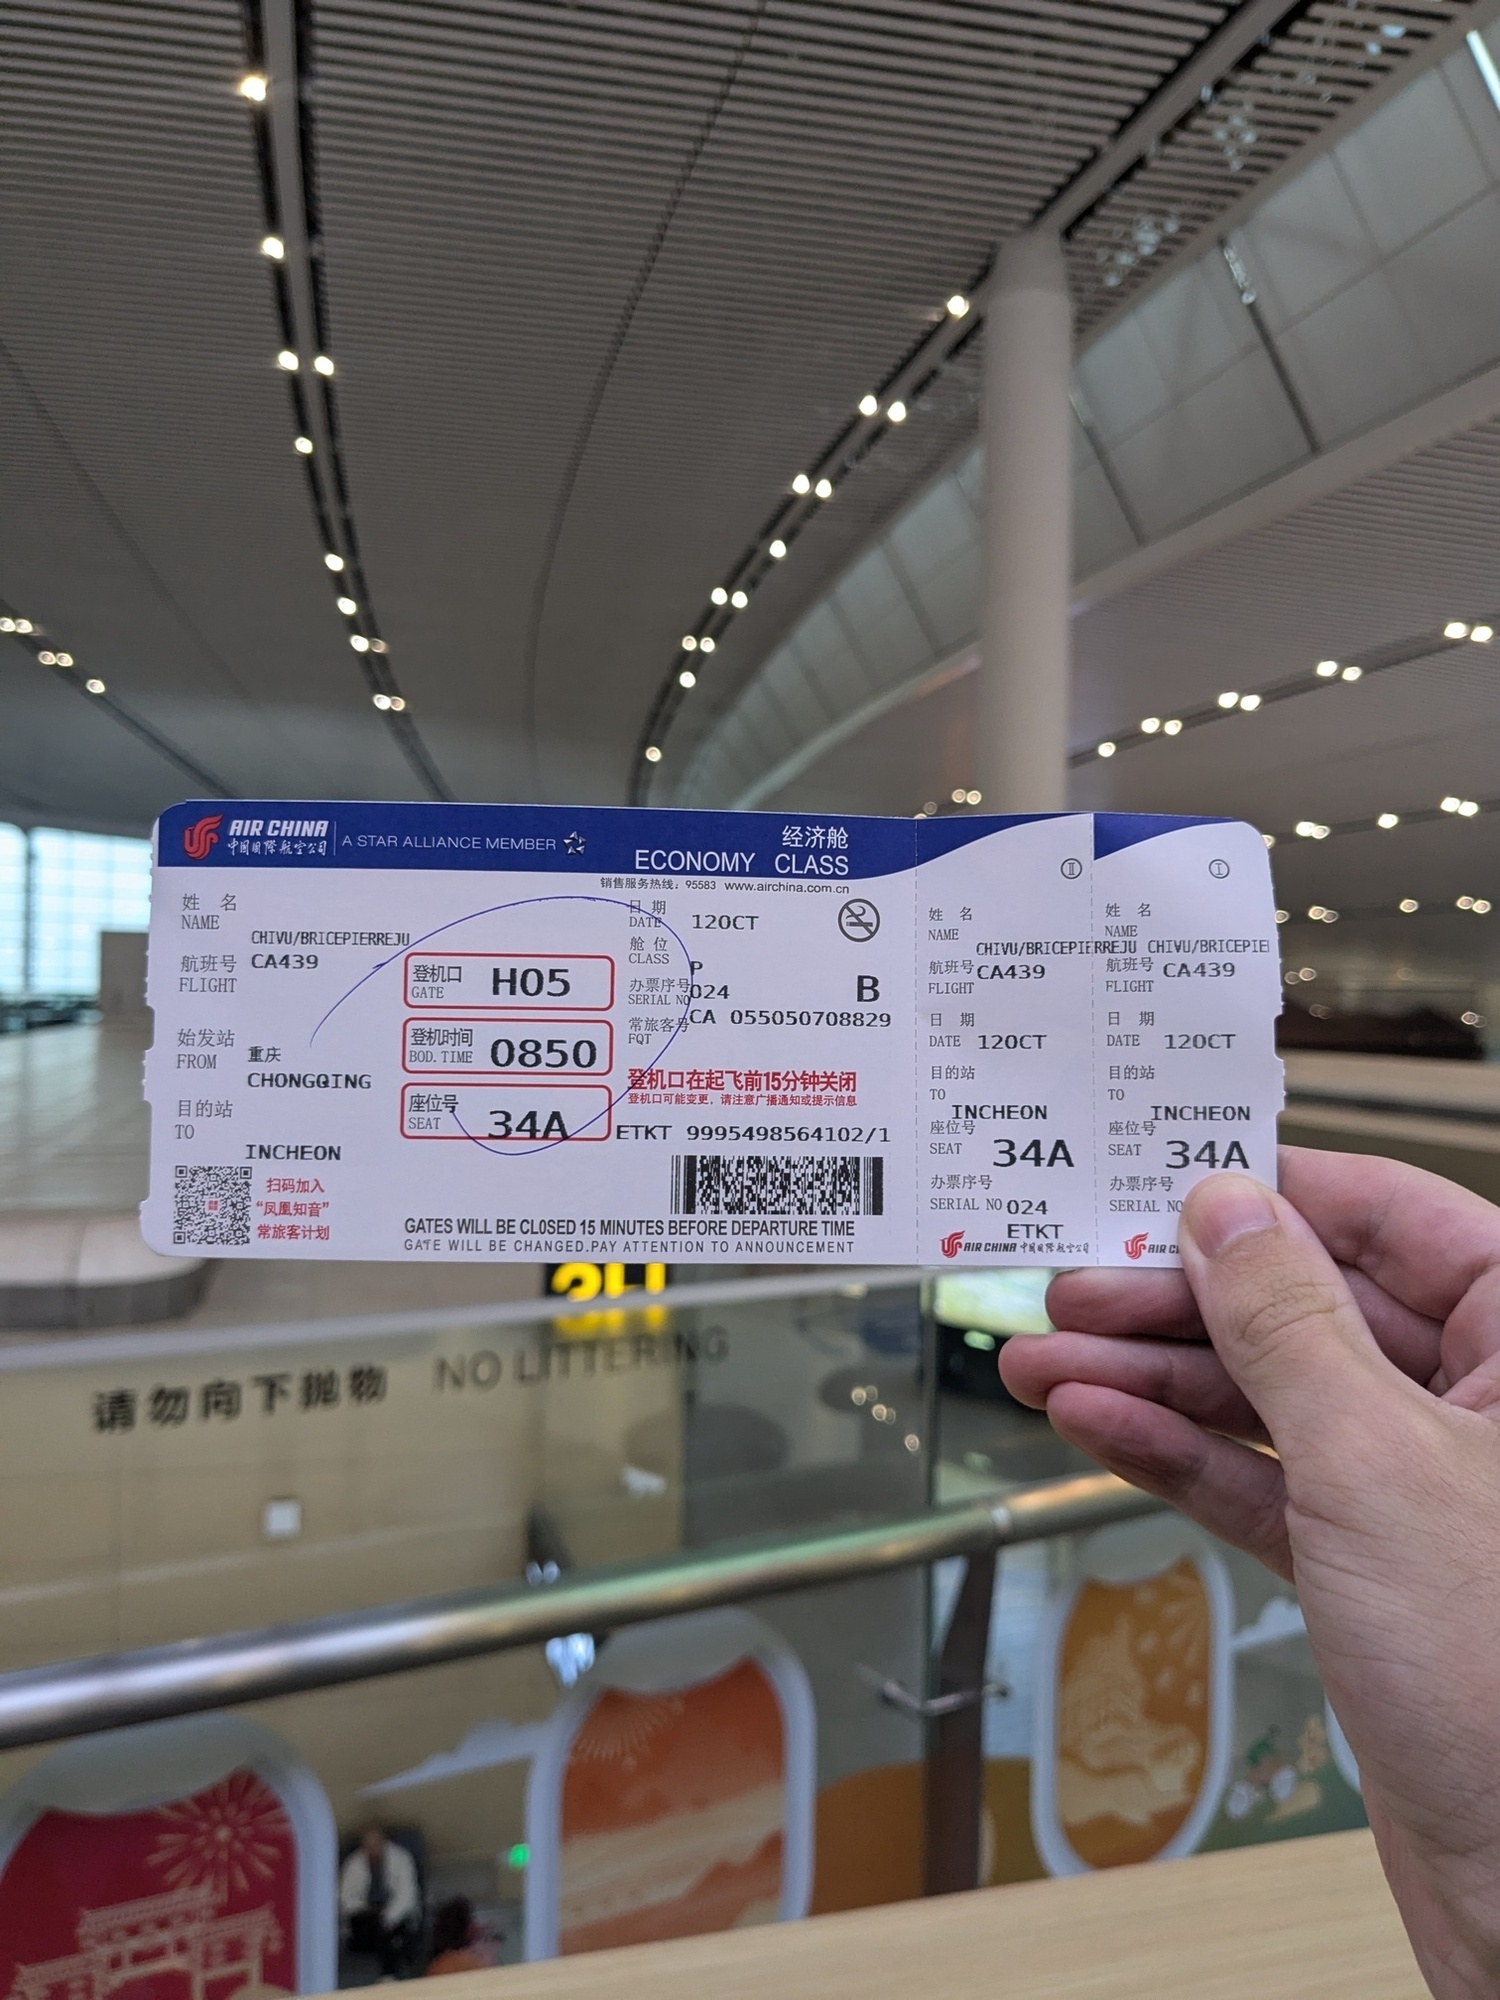 AIR CHINA
中国国际航空公司
A STAR ALLIANCE MEMBER
经济舱
ECONOMY CLASS
销售服务热线：95583 www.airchina.com.cn
姓 名
NAME
CHIVU/BRICEPIERREJU
航班号
FLIGHT
CA439
始发站
FROM
重庆
CHONGQING
目的站
TO
INCHEON
扫码加入
“凤凰知音”
常旅客计划
登机口
GATE
H05
登机时间
BOD.TIME
0850
座位号
SEAT
34A
日 期
DATE
12OCT
舱 位
CLASS
P
办票序号
SERIAL NO
024
B
常旅客号
FQT
CA 055050708829
登机口在起飞前15分钟关闭
登机口可能变更，请注意广播通知或提示信息
ETKT 9995498564102/1
GATES WILL BE CLOSED 15 MINUTES BEFORE DEPARTURE TIME
GATE WILL BE CHANGED.PAY ATTENTION TO ANNOUNCEMENT
II
姓 名
NAME
CHIVU/BRICEPIERREJU
航班号
FLIGHT
CA439
日 期
DATE
12OCT
目的站
TO
INCHEON
座位号
SEAT
34A
办票序号
SERIAL NO
024
ETKT
AIR CHINA 中国国际航空公司
I
姓 名
NAME
CHIVU/BRICEPIE
航班号
FLIGHT
CA439
日 期
DATE
12OCT
目的站
TO
INCHEON
座位号
SEAT
34A
办票序号
SERIAL NO
AIR C
3H
请勿向下抛物 NO LITTERING